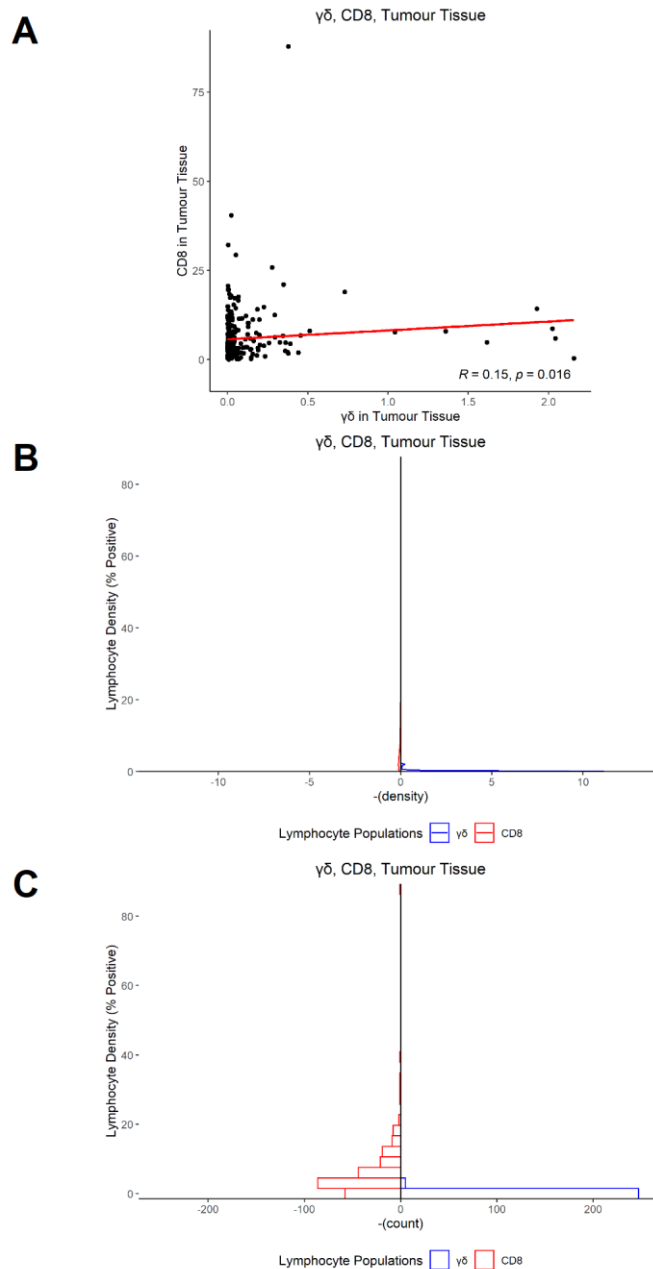 A
γδ, CD8, Tumour Tissue
CD8 in Tumour Tissue
75
50
25
0
R = 0.15, p = 0.016
0.0 0.5 1.0 1.5 2.0
γδ in Tumour Tissue
B
γδ, CD8, Tumour Tissue
Lymphocyte Density (% Positive)
80
60
40
20
0
-10 -5 0 5 10
-(density)
Lymphocyte Populations γδ CD8
C
γδ, CD8, Tumour Tissue
Lymphocyte Density (% Positive)
80
60
40
20
0
-200 -100 0 100 200
-(count)
Lymphocyte Populations γδ CD8